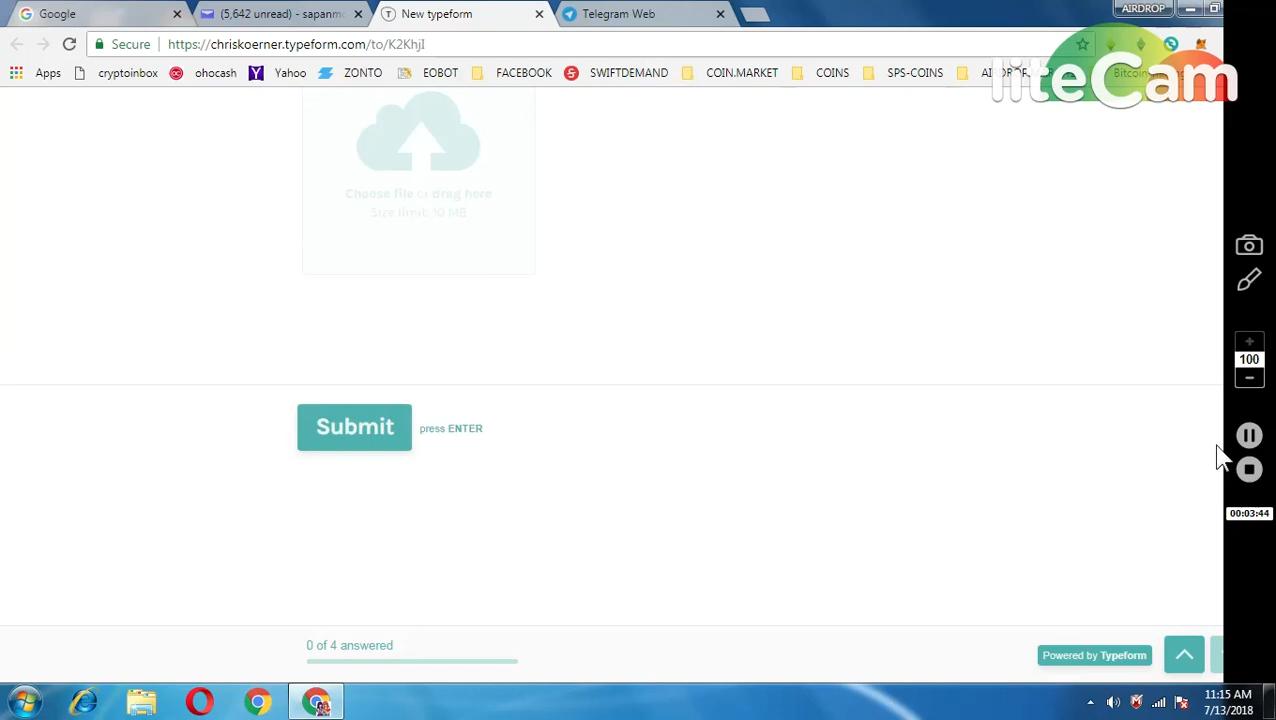 Google
(5,642 unread) - sapanmo
New typeform
Telegram Web
AIRDROP
Secure
https://chriskoerner.typeform.com/to/K2KhjI
Apps
cryptoinbox
ohocash
Yahoo
EOBOT
FACEBOOK
SWIFTDEMAND
COIN.MARKET
COINS
SPS-COINS
liteCam
Choose file or drag here
Size limit: 10 MB
100
Submit
press ENTER
00:03:44
0 of 4 answered
Powered by Typeform
11:15 AM
7/13/2018